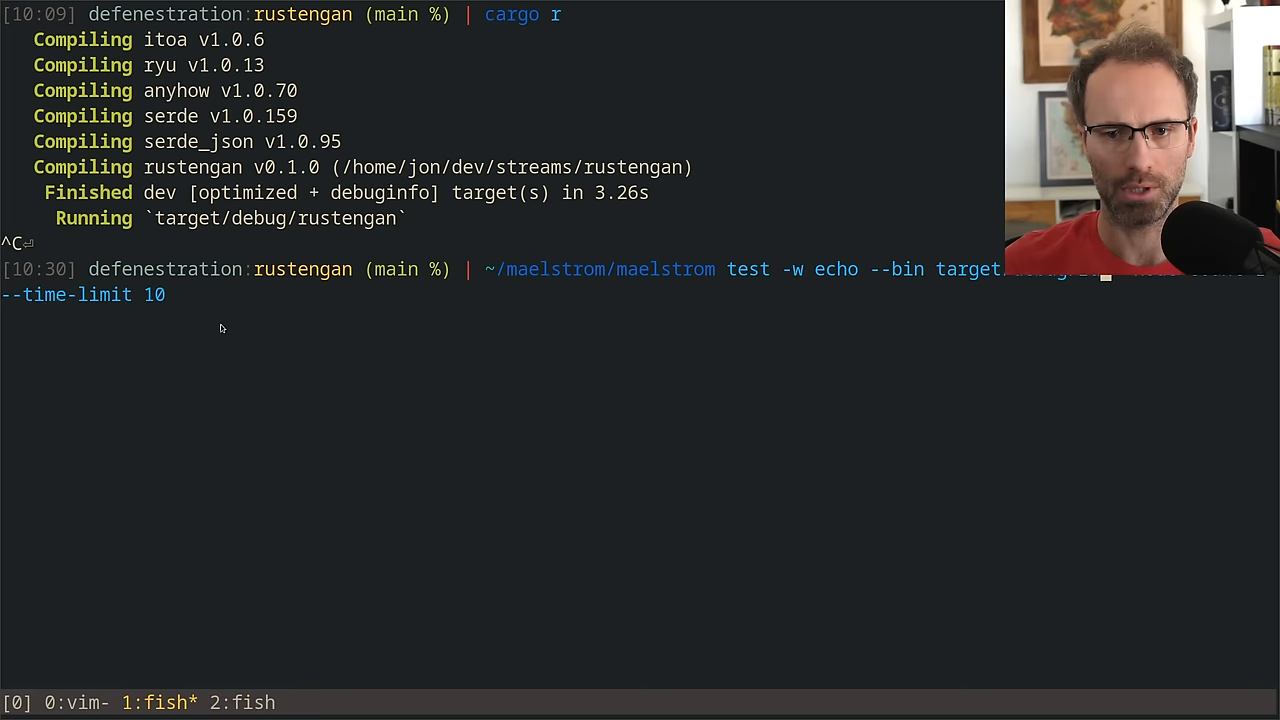 [10:09] defenestration:rustengan (main %) | cargo r
Compiling itoa v1.0.6
Compiling ryu v1.0.13
Compiling anyhow v1.0.70
Compiling serde v1.0.159
Compiling serde_json v1.0.95
Compiling rustengan v0.1.0 (/home/jon/dev/streams/rustengan)
Finished dev [optimized + debuginfo] target(s) in 3.26s
Running `target/debug/rustengan`
^C⏎
[10:30] defenestration:rustengan (main %) | ~/maelstrom/maelstrom test -w echo --bin target
--time-limit 10
[0] 0:vim- 1:fish* 2:fish